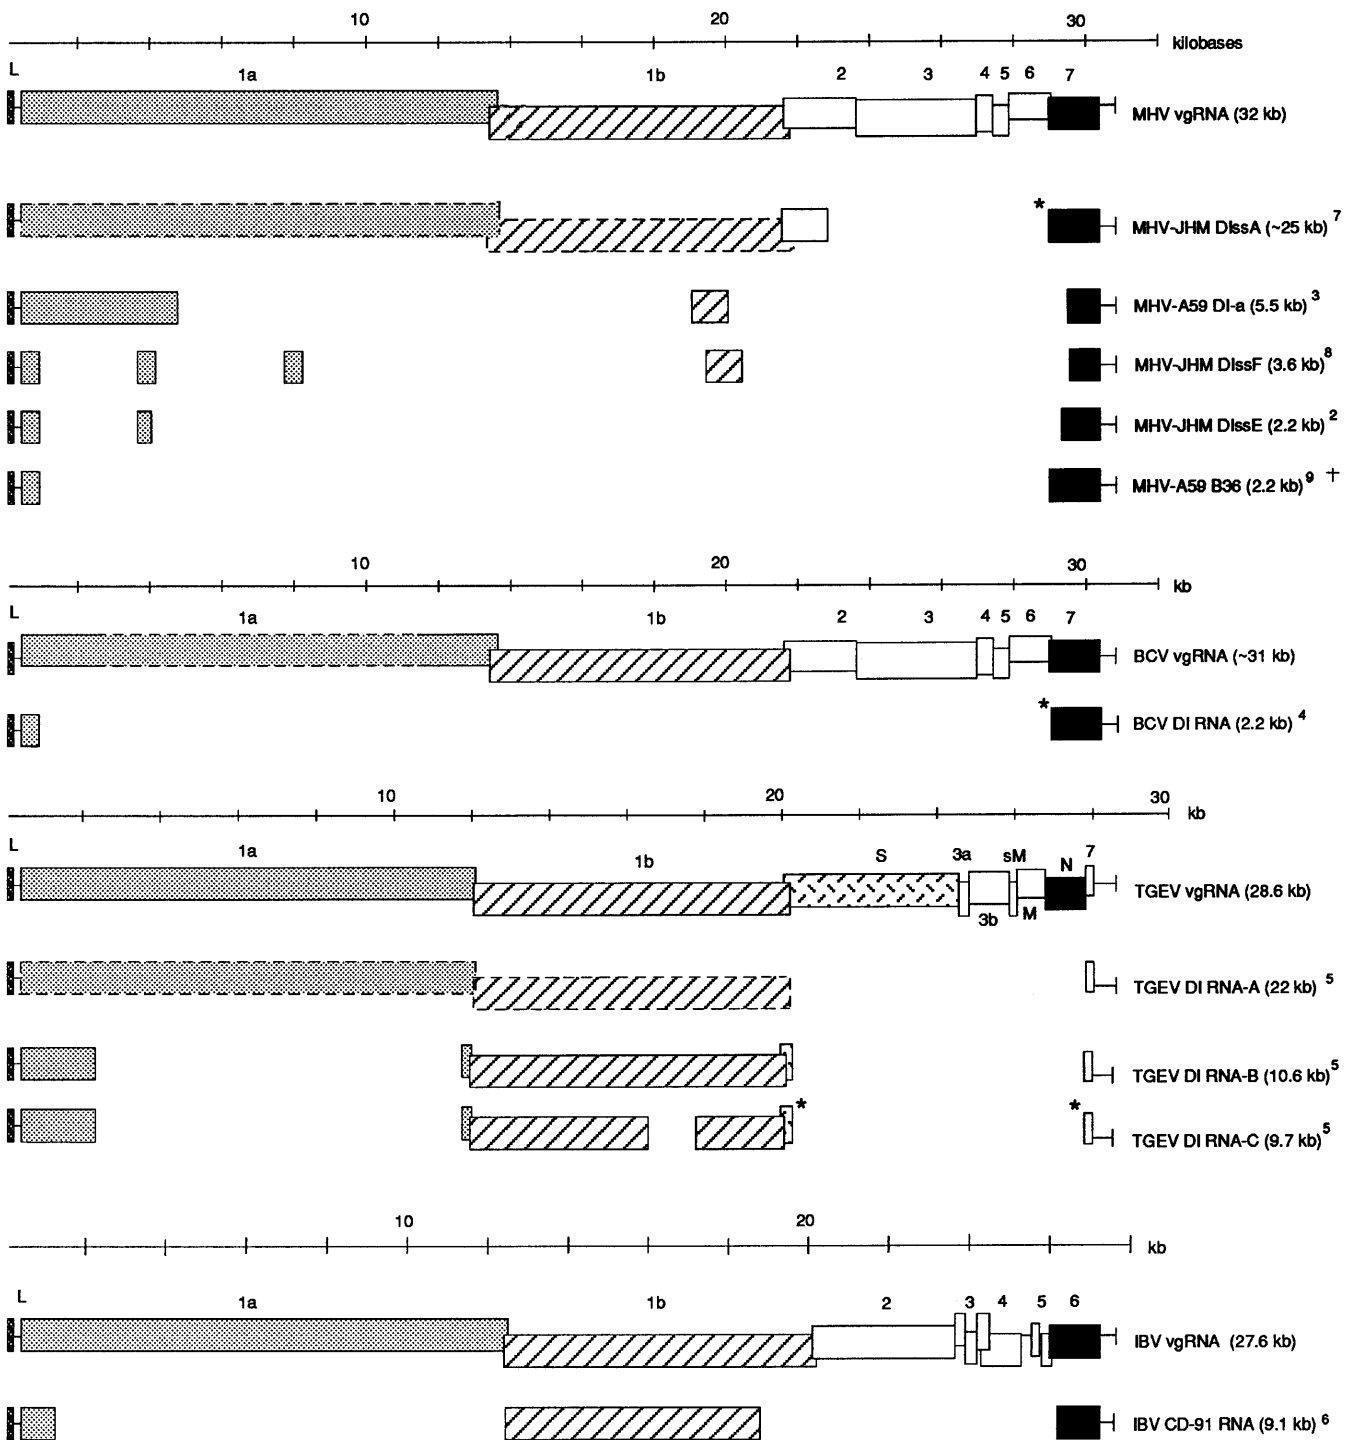 10 20 30 kilobases
L 1a 1b 2 3 4 5 6 7
MHV vgRNA (32 kb)
* MHV-JHM DIssA (~25 kb) 7
MHV-A59 DI-a (5.5 kb) 3
MHV-JHM DIssF (3.6 kb) 8
MHV-JHM DIssE (2.2 kb) 2
MHV-A59 B36 (2.2 kb) 9 †
10 20 30 kb
L 1a 1b 2 3 4 5 6 7
BCV vgRNA (~31 kb)
* BCV DI RNA (2.2 kb) 4
10 20 30 kb
L 1a 1b S 3a sM N 7
TGEV vgRNA (28.6 kb)
3b M
TGEV DI RNA-A (22 kb) 5
TGEV DI RNA-B (10.6 kb) 5
* * TGEV DI RNA-C (9.7 kb) 5
10 20 kb
L 1a 1b 2 3 4 5 6
IBV vgRNA (27.6 kb)
IBV CD-91 RNA (9.1 kb) 6